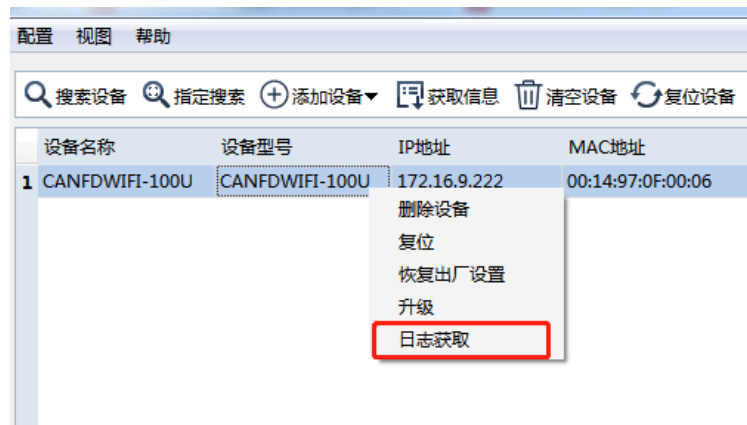 配置 视图 帮助
搜索设备 指定搜索 添加设备 获取信息 清空设备 复位设备
设备名称 设备型号 IP地址 MAC地址
1 CANFDWIFI-100U CANFDWIFI-100U 172.16.9.222 00:14:97:0F:00:06
删除设备
复位
恢复出厂设置
升级
日志获取